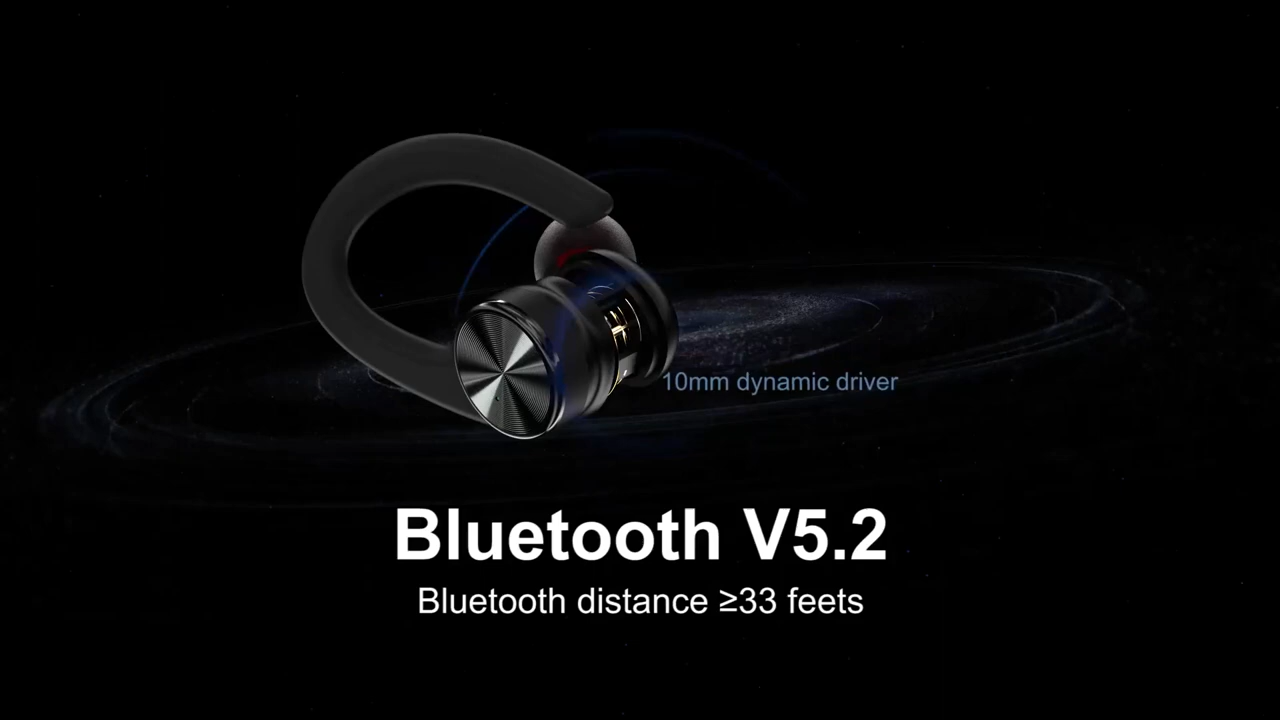 10mm dynamic driver
Bluetooth V5.2
Bluetooth distance ≥33 feets